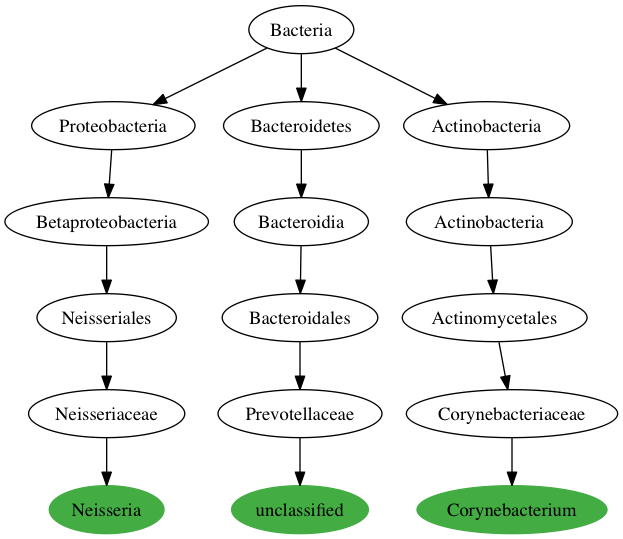 Bacteria
Proteobacteria
Bacteroidetes
Actinobacteria
Betaproteobacteria
Bacteroidia
Actinobacteria
Neisseriales
Bacteroidales
Actinomycetales
Neisseriaceae
Prevotellaceae
Corynebacteriaceae
Neisseria
unclassified
Corynebacterium